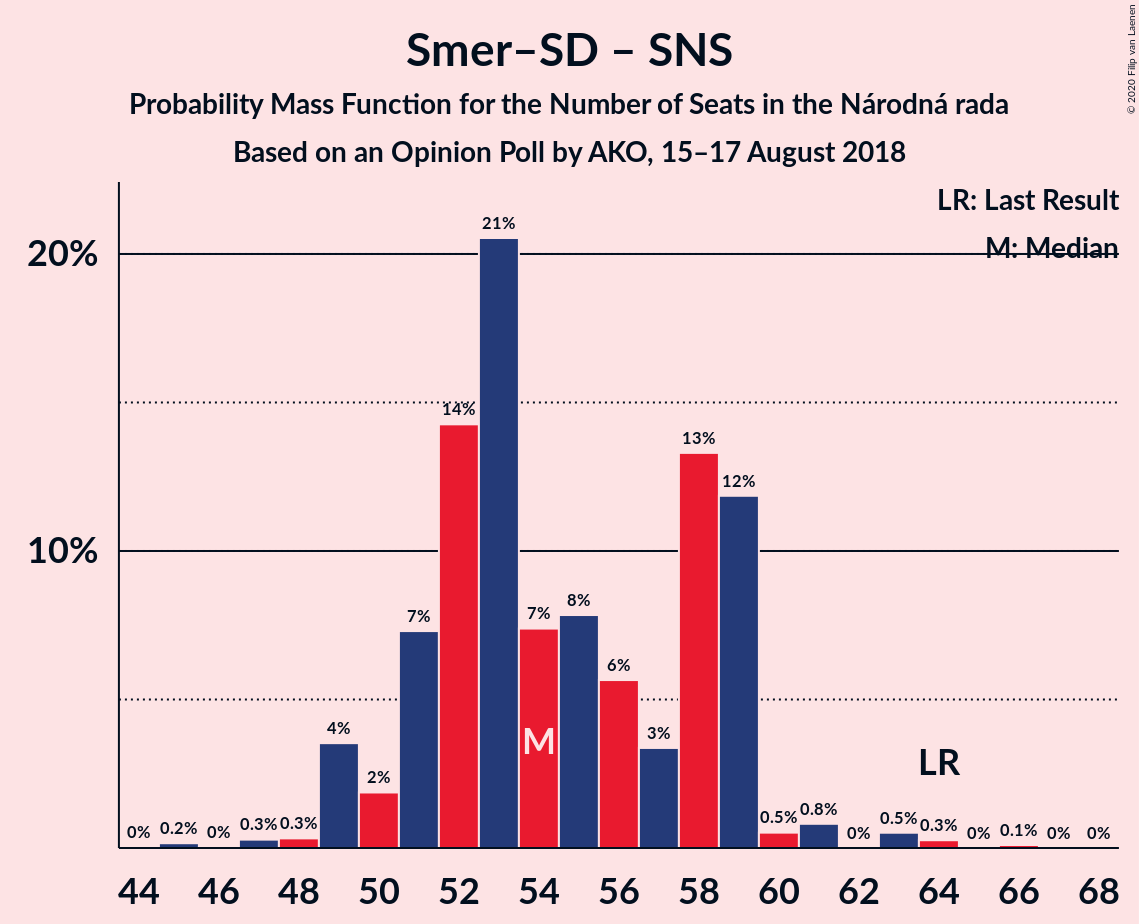 Smer–SD – SNS
Probability Mass Function for the Number of Seats in the Národná rada
Based on an Opinion Poll by AKO, 15–17 August 2018
© 2020 Filip van Laenen
LR: Last Result
M: Median
20%
10%
0% 0.2% 0% 0.3% 0.3% 4% 2% 7% 14% 21% 7% 8% 6% 3% 13% 12% 0.5% 0.8% 0% 0.5% 0.3% 0% 0.1% 0% 0%
M
LR
44 46 48 50 52 54 56 58 60 62 64 66 68